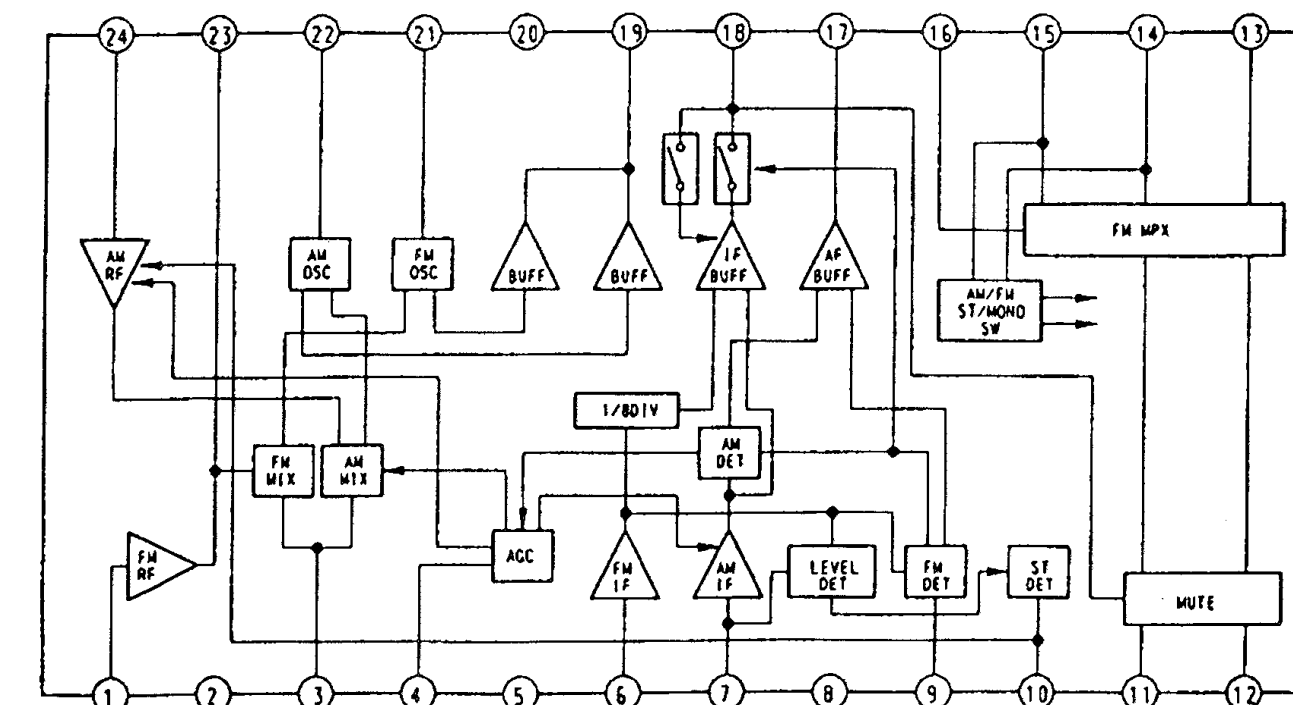 24 23 22 21 20 19 18 17 16 15 14 13
FM MPX
AM
RF
AM
OSC
FM
OSC
BUFF
BUFF
IF
BUFF
AF
BUFF
AM/FM
ST/MONO
SW
1/8DIV
AM
DET
FM
MIX
AM
MIX
AGC
FM
RF
FM
IF
AM
IF
LEVEL
DET
FM
DET
ST
DET
MUTE
1 2 3 4 5 6 7 8 9 10 11 12